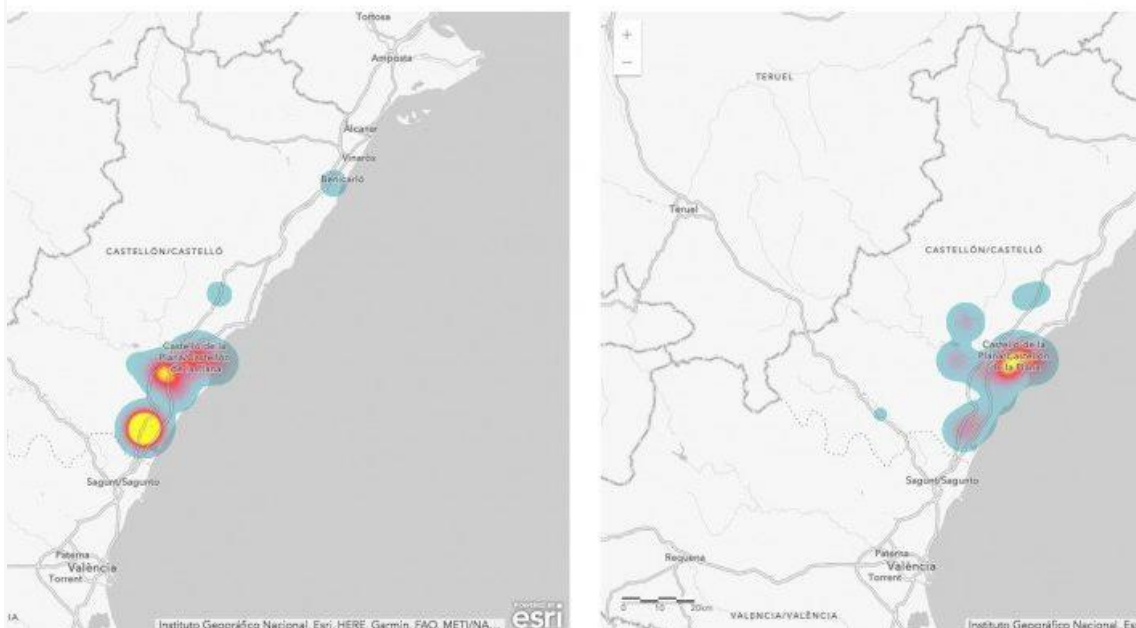 Tortosa
Amposta
Alcanar
Vinaròs
Benicarló
CASTELLÓN/CASTELLÓ
Castelló de la
Plana/Castellón
de la Plana
Sagunt/Sagunto
Paterna
València
Torrent
Instituto Geográfico Nacional, Esri, HERE, Garmin, FAO, METI/NA...
POWERED BY
esri
+
−
TERUEL
Teruel
CASTELLÓN/CASTELLÓ
Castelló de la
Plana/Castellón
de la Plana
Sagunt/Sagunto
Requena
Paterna
València
Torrent
0 10 20km
VALENCIA/VALÈNCIA
Instituto Geográfico Nacional, Es